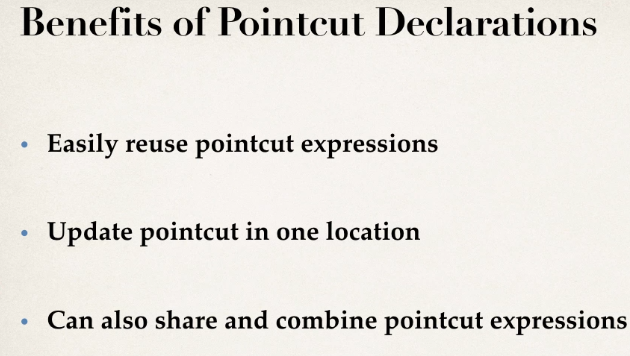 Benefits of Pointcut Declarations
• Easily reuse pointcut expressions
• Update pointcut in one location
• Can also share and combine pointcut expressions